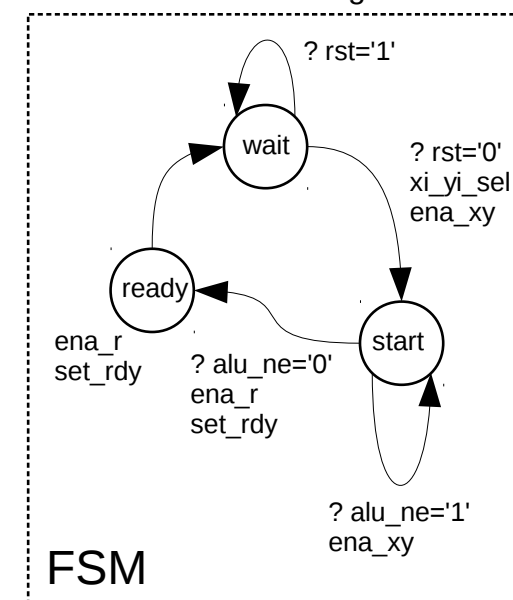 ? rst='1'
wait
? rst='0'
xi_yi_sel
ena_xy
ready
start
ena_r
set_rdy
? alu_ne='0'
ena_r
set_rdy
? alu_ne='1'
ena_xy
FSM